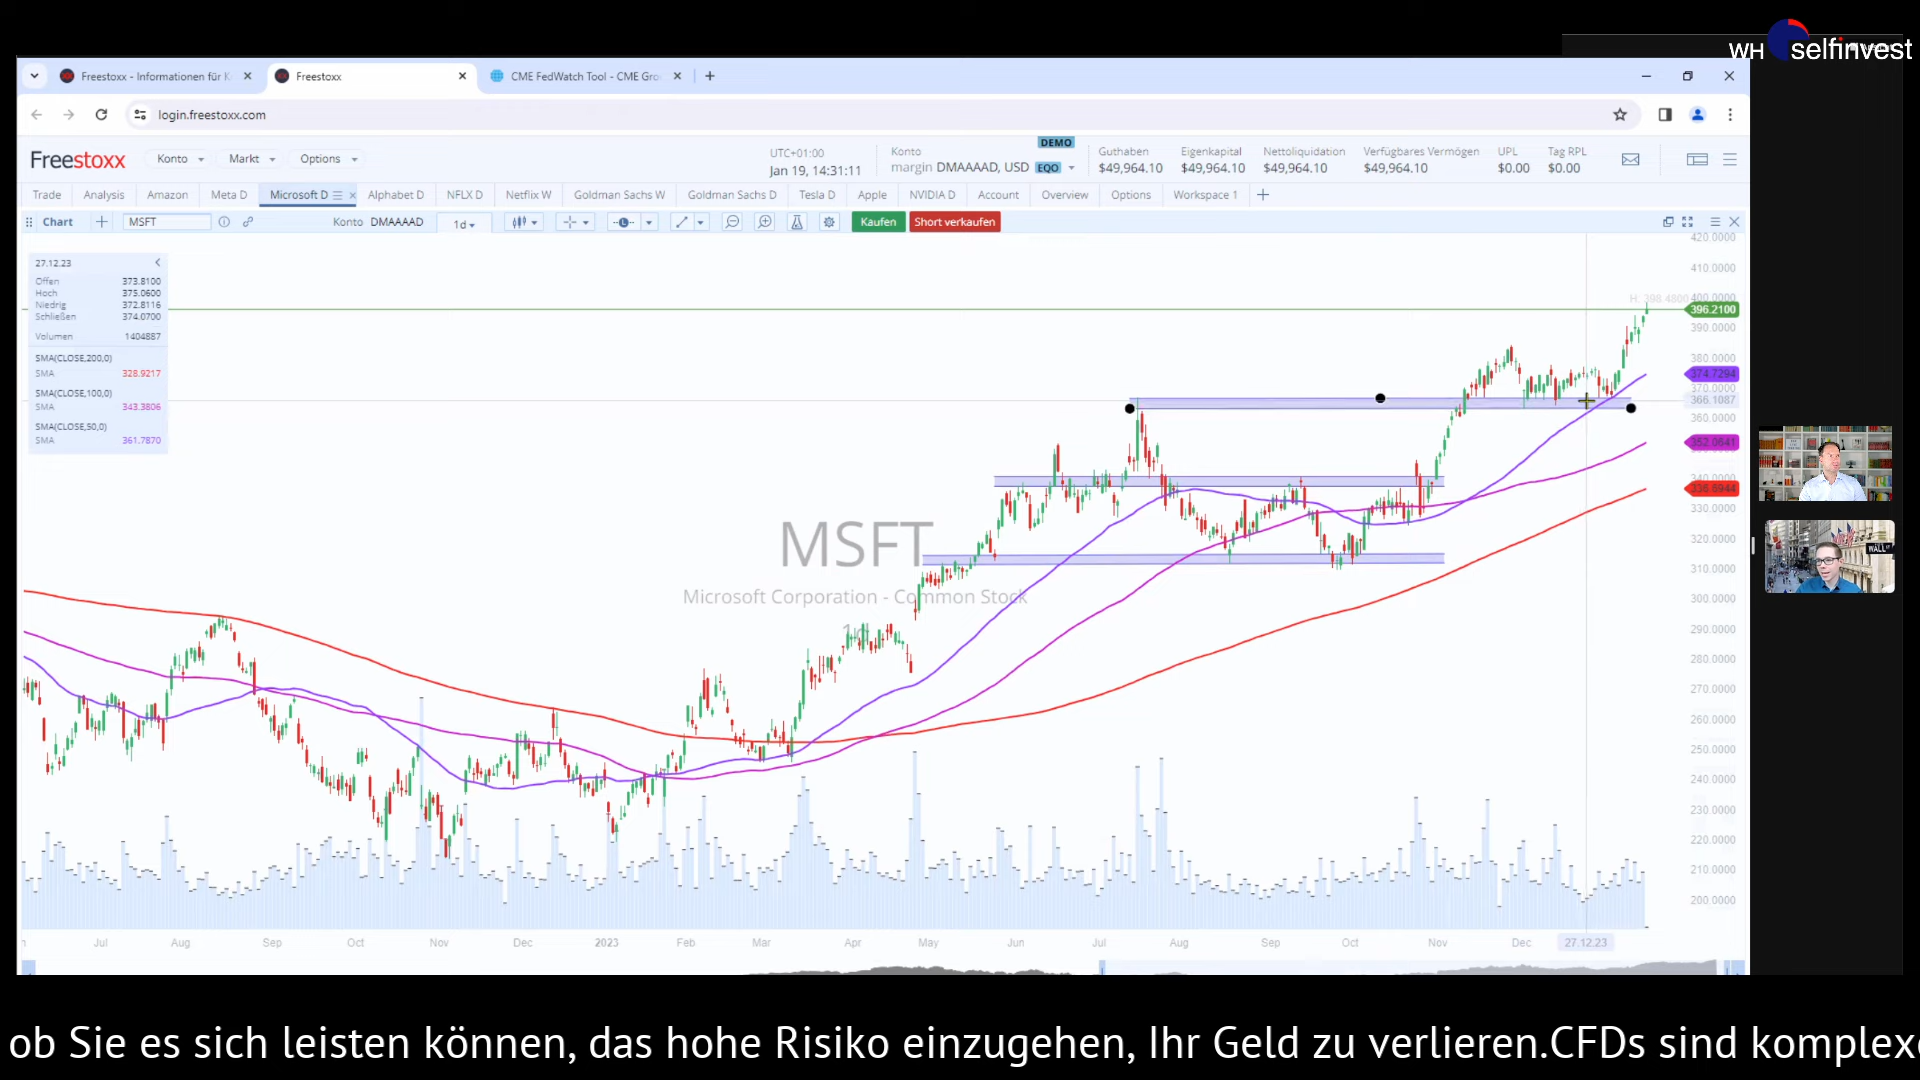 WH selfinvest
Freestoxx - Informationen für K
Freestoxx
CME FedWatch Tool - CME Gro
login.freestoxx.com
Freestoxx
Konto
Markt
Options
UTC+01:00
Jan 19, 14:31:11
Konto
margin DMAAAAD, USD
DEMO
EQO
Guthaben
$49,964.10
Eigenkapital
$49,964.10
Nettoliquidation
$49,964.10
Verfügbares Vermögen
$49,964.10
UPL
$0.00
Tag RPL
$0.00
Trade Analysis Amazon Meta D Microsoft D Alphabet D NFLX D Netflix W Goldman Sachs W Goldman Sachs D Tesla D Apple NVIDIA D Account Overview Options Workspace 1
Chart MSFT Konto DMAAAAD 1d Kaufen Short verkaufen
27.12.23
Offen 373.8100
Hoch 375.0600
Niedrig 372.8116
Schließen 374.0700
Volumen 1404887
SMA(CLOSE,200,0)
SMA 328.9217
SMA(CLOSE,100,0)
SMA 343.3806
SMA(CLOSE,50,0)
SMA 361.7870
MSFT
Microsoft Corporation - Common Stock
1d
H: 398.4800
420.0000
410.0000
400.0000
396.2100
390.0000
380.0000
374.7294
370.0000
366.1087
360.0000
352.0641
340.0000
336.6944
330.0000
320.0000
310.0000
300.0000
290.0000
280.0000
270.0000
260.0000
250.0000
240.0000
230.0000
220.0000
210.0000
200.0000
Jul Aug Sep Oct Nov Dec 2023 Feb Mar Apr May Jun Jul Aug Sep Oct Nov Dec 27.12.23
WALL
ob Sie es sich leisten können, das hohe Risiko einzugehen, Ihr Geld zu verlieren.CFDs sind komplex